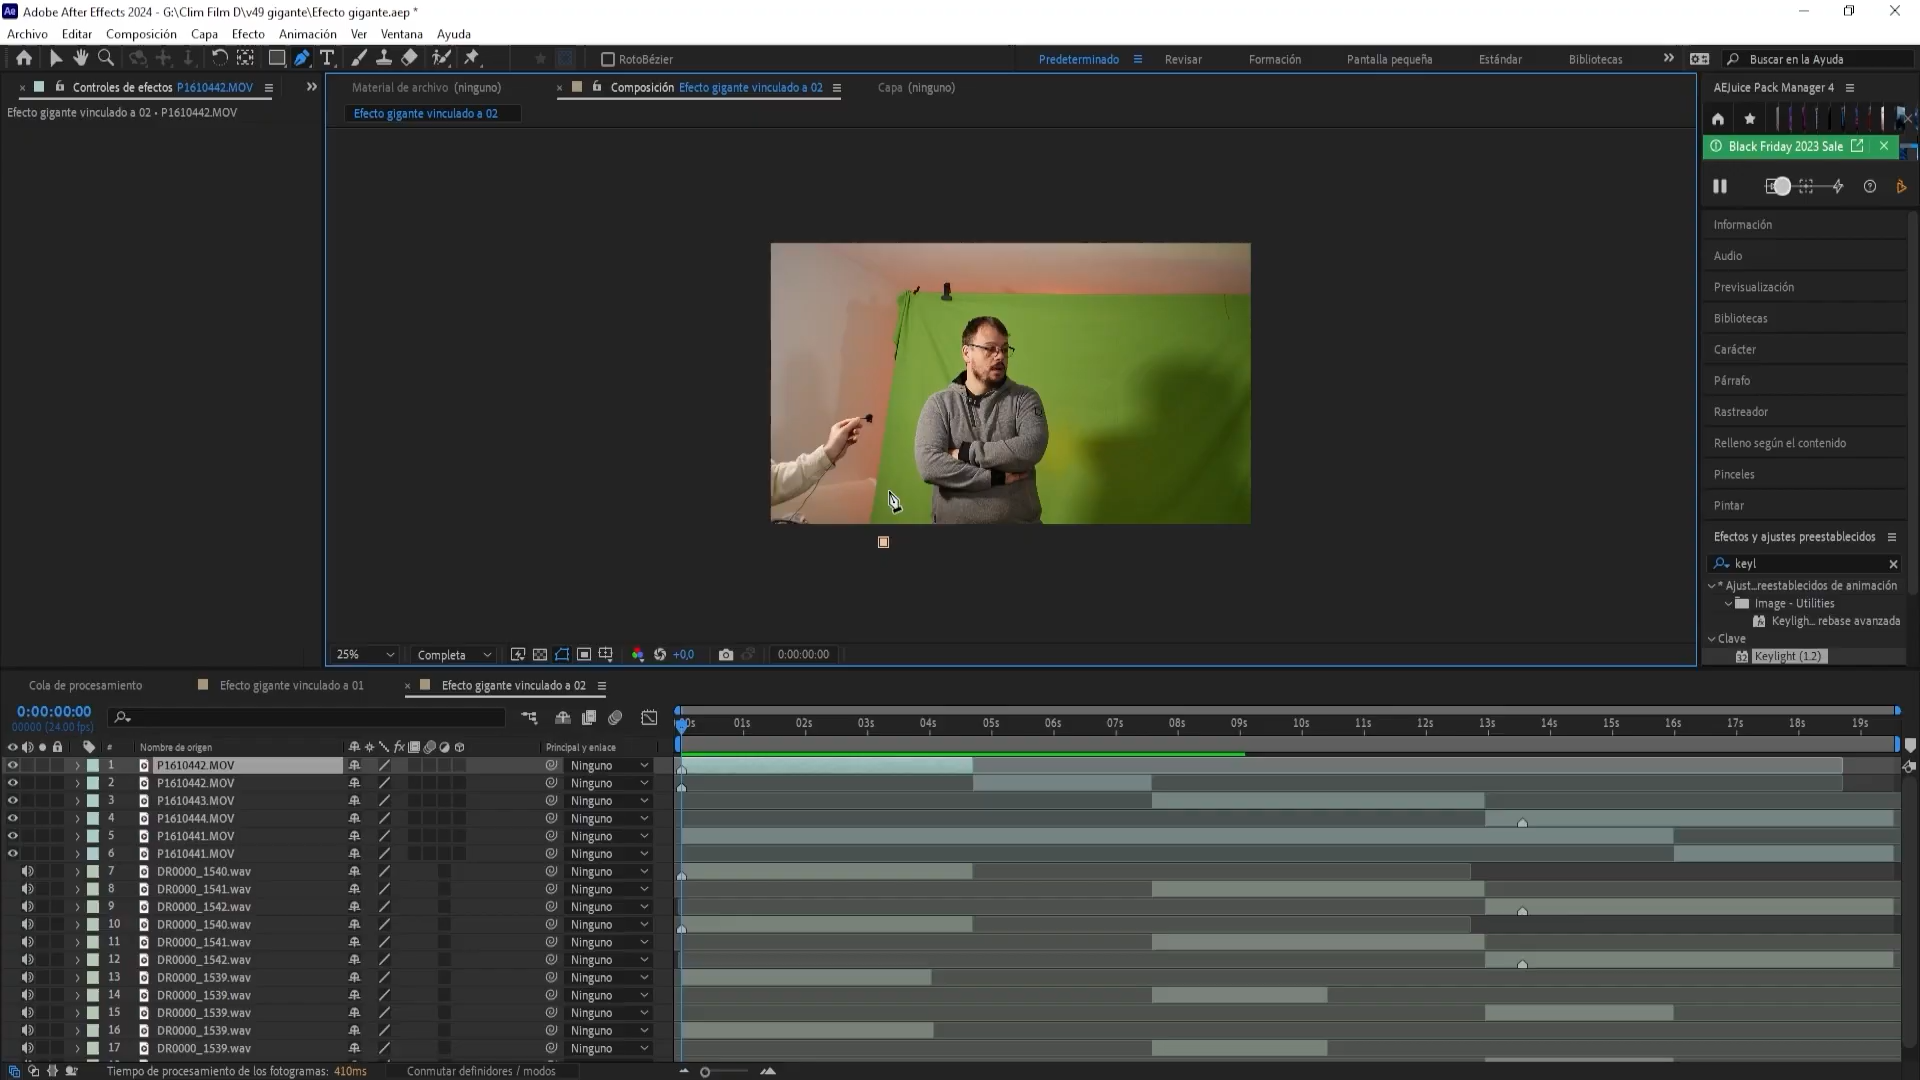 Adobe After Effects 2024 - G:\Clim Film D\v49 gigante\Efecto gigante.aep *
Archivo Editar Composición Capa Efecto Animación Ver Ventana Ayuda
RotoBézier
Predeterminado Revisar Formación Pantalla pequeña Estándar Bibliotecas Buscar en la Ayuda
Controles de efectos P1610442.MOV
Material de archivo (ninguno)
Composición Efecto gigante vinculado a 02
Capa (ninguno)
AEJuice Pack Manager 4
Efecto gigante vinculado a 02 • P1610442.MOV
Efecto gigante vinculado a 02
Black Friday 2023 Sale
Información
Audio
Previsualización
Bibliotecas
Carácter
Párrafo
Rastreador
Relleno según el contenido
Pinceles
Pintar
Efectos y ajustes preestablecidos
keyl
* Ajust...reestablecidos de animación
Image - Utilities
Keyligh... rebase avanzada
Clave
Keylight (1.2)
25% Completa +0,0 0:00:00:00
Cola de procesamiento Efecto gigante vinculado a 01 Efecto gigante vinculado a 02
0:00:00:00
00000 (24.00 fps)
00s 01s 02s 03s 04s 05s 06s 07s 08s 09s 10s 11s 12s 13s 14s 15s 16s 17s 18s 19s
# Nombre de origen fx Principal y enlace
1 P1610442.MOV Ninguno
2 P1610442.MOV Ninguno
3 P1610443.MOV Ninguno
4 P1610444.MOV Ninguno
5 P1610441.MOV Ninguno
6 P1610441.MOV Ninguno
7 DR0000_1540.wav Ninguno
8 DR0000_1541.wav Ninguno
9 DR0000_1542.wav Ninguno
10 DR0000_1540.wav Ninguno
11 DR0000_1541.wav Ninguno
12 DR0000_1542.wav Ninguno
13 DR0000_1539.wav Ninguno
14 DR0000_1539.wav Ninguno
15 DR0000_1539.wav Ninguno
16 DR0000_1539.wav Ninguno
17 DR0000_1539.wav Ninguno
Tiempo de procesamiento de los fotogramas: 410ms Conmutar definidores / modos